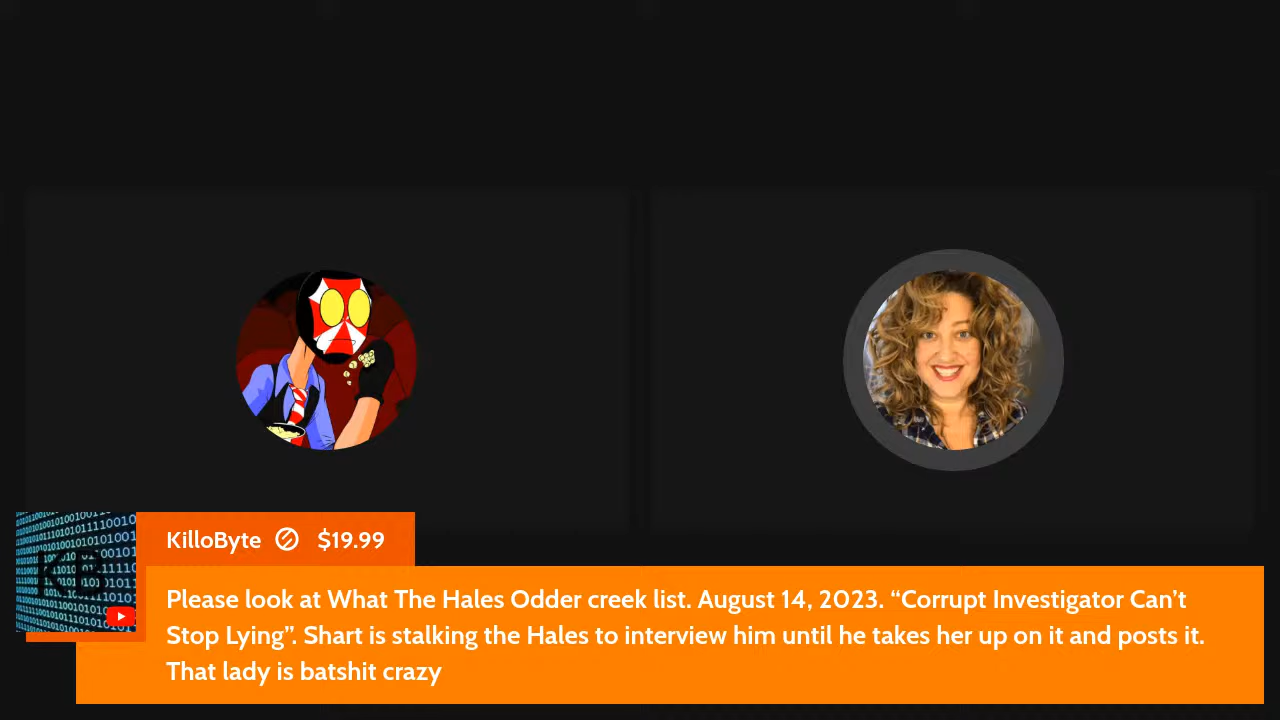 KilloByte $19.99
Please look at What The Hales Odder creek list. August 14, 2023. “Corrupt Investigator Can’t
Stop Lying”. Shart is stalking the Hales to interview him until he takes her up on it and posts it.
That lady is batshit crazy